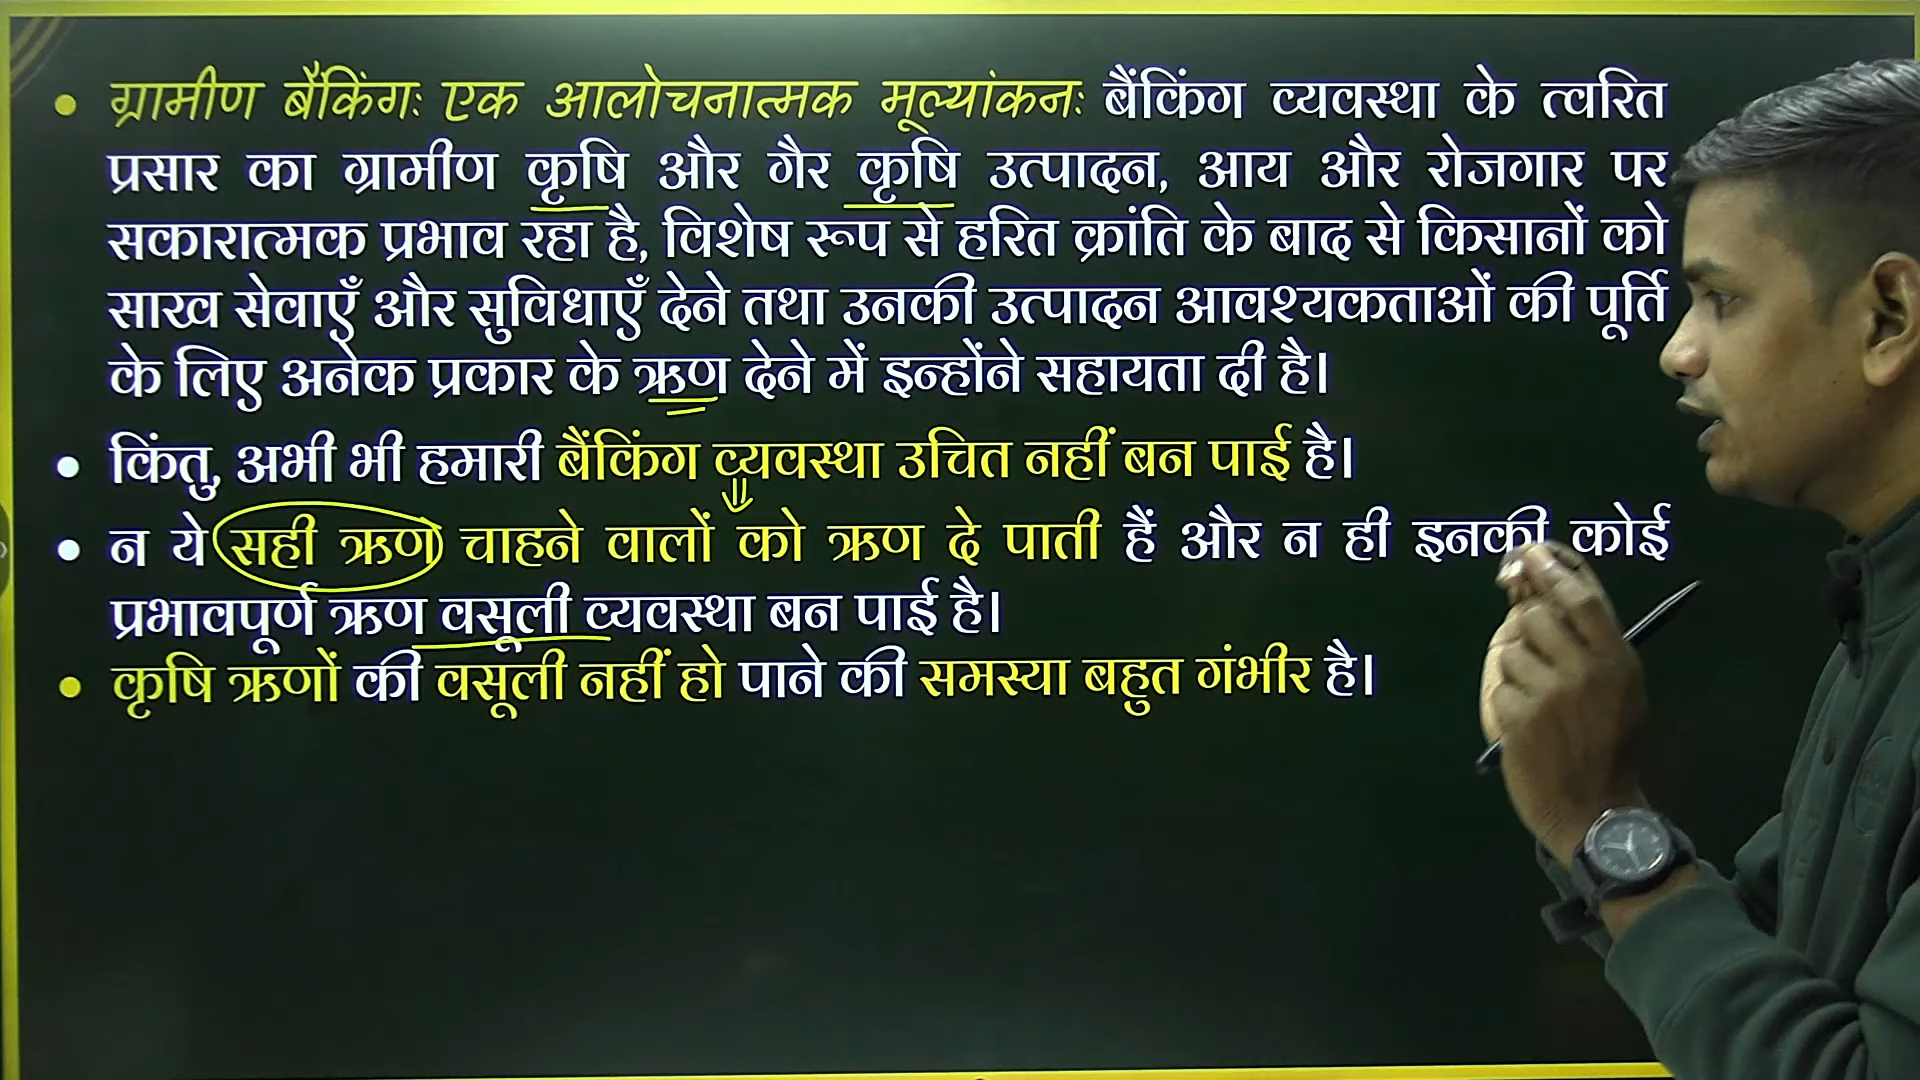 • ग्रामीण बैंकिंगः एक आलोचनात्मक मूल्यांकनः बैंकिंग व्यवस्था के त्वरित
प्रसार का ग्रामीण कृषि और गैर कृषि उत्पादन, आय और रोजगार पर
सकारात्मक प्रभाव रहा है, विशेष रूप से हरित क्रांति के बाद से किसानों को
साख सेवाएँ और सुविधाएँ देने तथा उनकी उत्पादन आवश्यकताओं की पूर्ति
के लिए अनेक प्रकार के ऋण देने में इन्होंने सहायता दी है।
• किंतु, अभी भी हमारी बैंकिंग व्यवस्था उचित नहीं बन पाई है।
• न ये सही ऋण चाहने वालों को ऋण दे पाती हैं और न ही इनकी कोई
प्रभावपूर्ण ऋण वसूली व्यवस्था बन पाई है।
• कृषि ऋणों की वसूली नहीं हो पाने की समस्या बहुत गंभीर है।